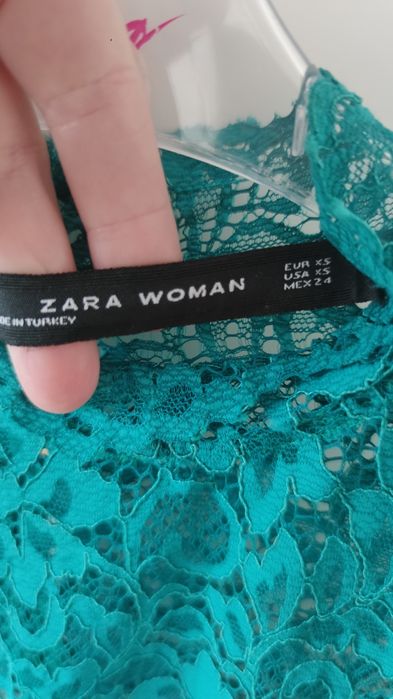 ZARA WOMAN
DE IN TURKEY
EUR XS
USA XS
MEX 24